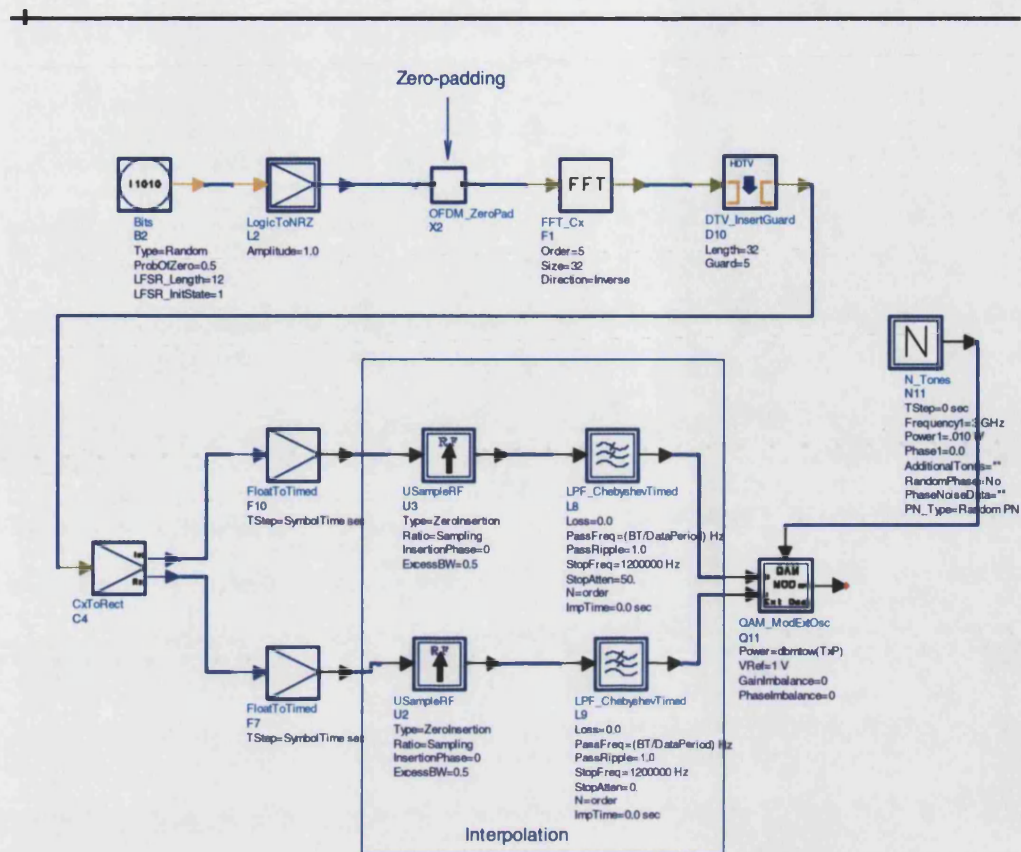 Zero-padding
11010
Bits
B2
Type=Random
ProbOfZero=0.5
LFSR_Length=12
LFSR_InitState=1
LogicToNRZ
L2
Amplitude=1.0
OFDM_ZeroPad
X2
FFT
FFT_Cx
F1
Order=5
Size=32
Direction=Inverse
HDTV
DTV_InsertGuard
D10
Length=32
Guard=5
N
N_Tones
N11
TStep=0 sec
Frequency1=3 GHz
Power1=.010 W
Phase1=0.0
AdditionalTones=""
RandomPhase=No
PhaseNoiseData=""
PN_Type=Random PN
FloatToTimed
F10
TStep=SymbolTime sec
USampleRF
U3
Type=ZeroInsertion
Ratio=Sampling
InsertionPhase=0
ExcessBW=0.5
LPF_ChebyshevTimed
L8
Loss=0.0
PassFreq=(BT/DataPeriod) Hz
PassRipple=1.0
StopFreq=1200000 Hz
StopAtten=50.
N=order
ImpTime=0.0 sec
CxToRect
C4
QAM
MOD
Ext Osc
QAM_ModExtOsc
Q11
Power=dbmtow(TxP)
VRef=1 V
GainImbalance=0
PhaseImbalance=0
FloatToTimed
F7
TStep=SymbolTime sec
USampleRF
U2
Type=ZeroInsertion
Ratio=Sampling
InsertionPhase=0
ExcessBW=0.5
LPF_ChebyshevTimed
L9
Loss=0.0
PassFreq=(BT/DataPeriod) Hz
PassRipple=1.0
StopFreq=1200000 Hz
StopAtten=0.
N=order
ImpTime=0.0 sec
Interpolation